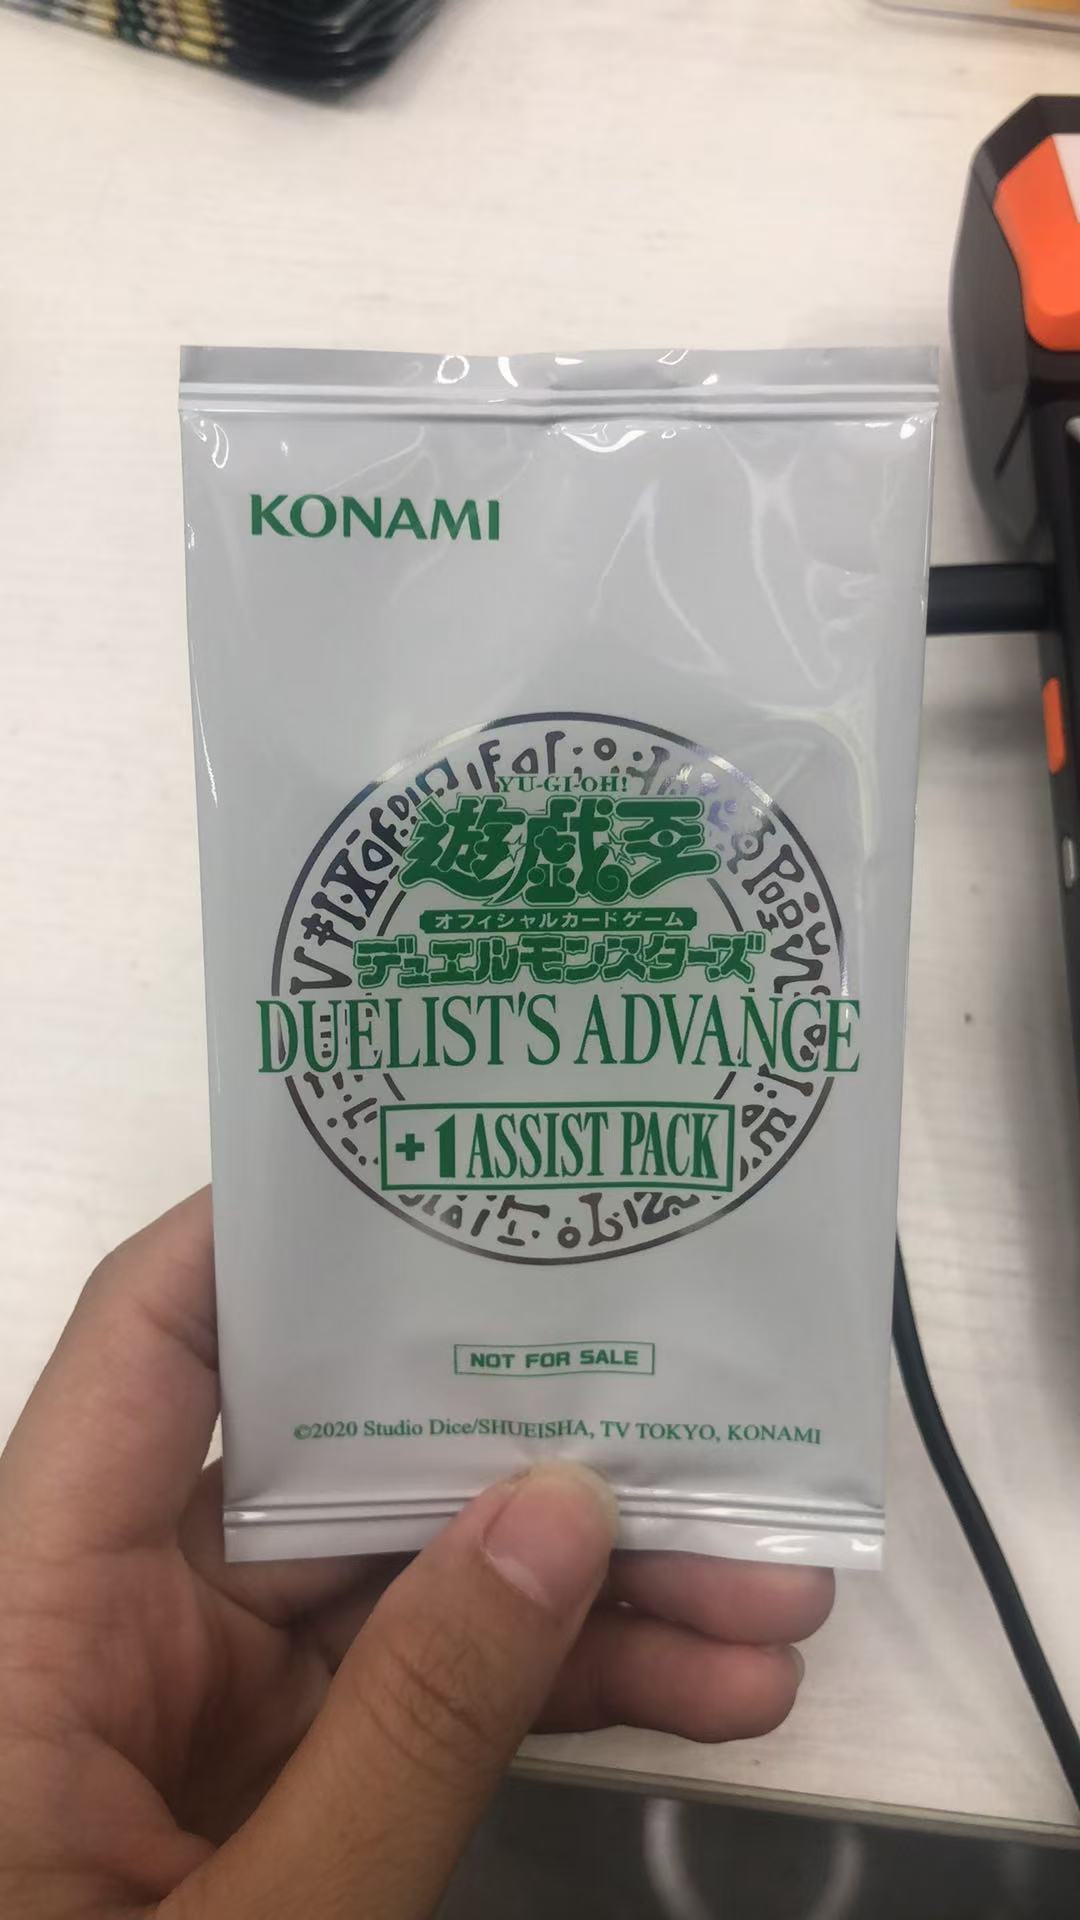 KONAMI
YU-GI-OH!
遊戯王
オフィシャルカードゲーム
デュエルモンスターズ
DUELIST'S ADVANCE
+1 ASSIST PACK
NOT FOR SALE
©2020 Studio Dice/SHUEISHA, TV TOKYO, KONAMI